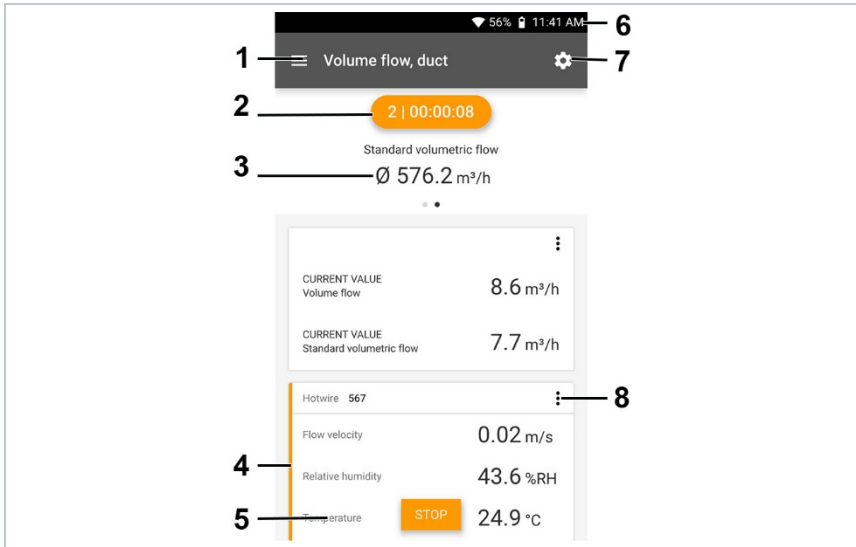 56% 11:41 AM 6
1 Volume flow, duct 7
2 2 | 00:00:08
Standard volumetric flow
3 Ø 576.2 m³/h
CURRENT VALUE
Volume flow 8.6 m³/h
CURRENT VALUE
Standard volumetric flow 7.7 m³/h
Hotwire 567 8
Flow velocity 0.02 m/s
4
Relative humidity 43.6 %RH
5 Temperature STOP 24.9 °C